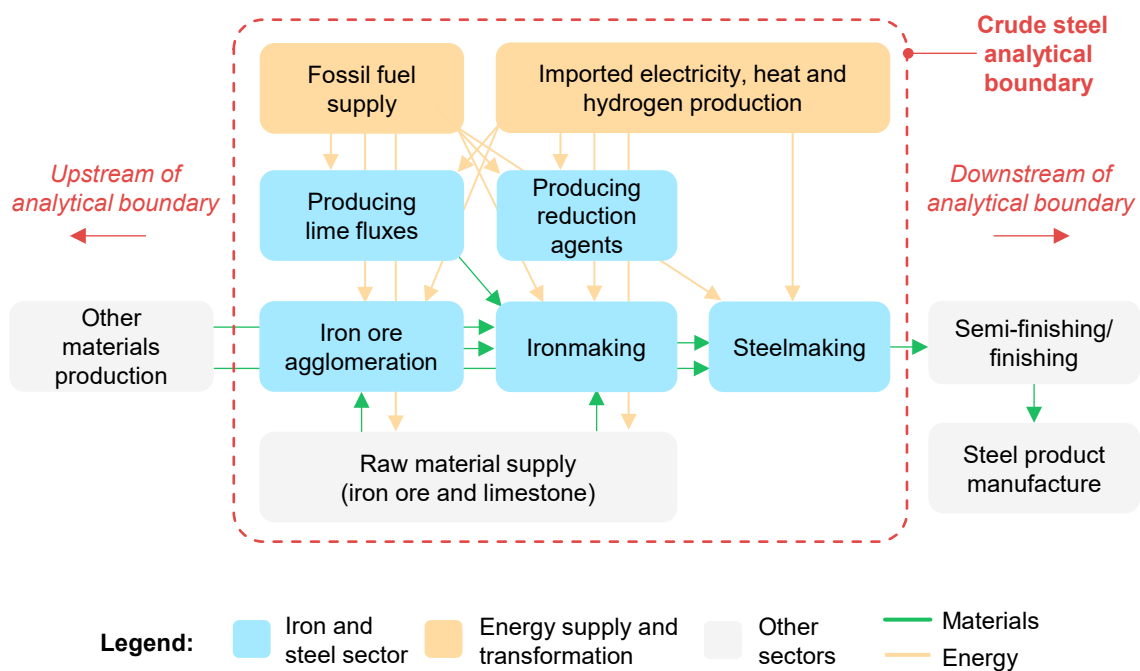 Crude steel
analytical
boundary
Fossil fuel
supply
Imported electricity, heat and
hydrogen production
Upstream of
analytical boundary
Producing
lime fluxes
Producing
reduction
agents
Downstream of
analytical boundary
Other
materials
production
Iron ore
agglomeration
Ironmaking
Steelmaking
Semi-finishing/
finishing
Raw material supply
(iron ore and limestone)
Steel product
manufacture
Legend:
Iron and
steel sector
Energy supply and
transformation
Other
sectors
Materials
Energy